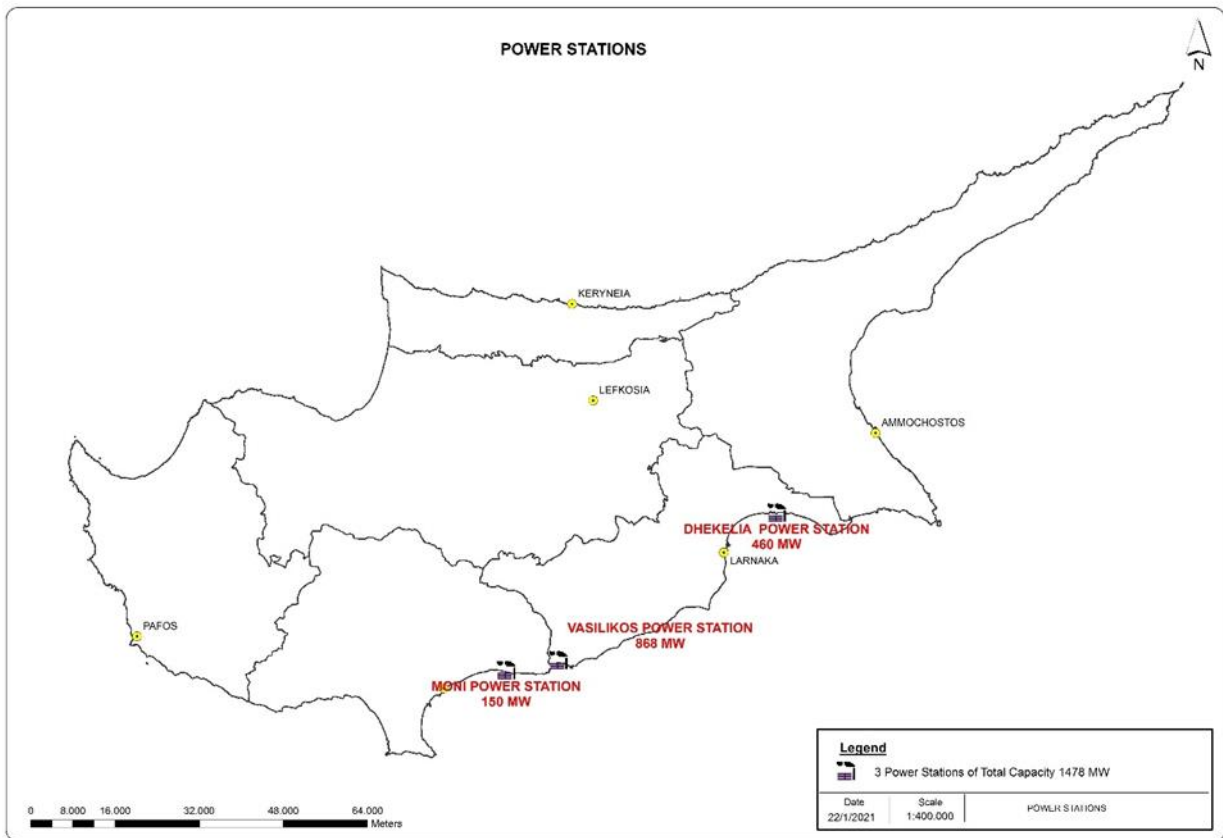 POWER STATIONS
N
KERYNEIA
LEFKOSIA
AMMOCHOSTOS
DHEKELIA POWER STATION
460 MW
LARNAKA
PAFOS
VASILIKOS POWER STATION
868 MW
MONI POWER STATION
150 MW
Legend
3 Power Stations of Total Capacity 1478 MW
Date
22/1/2021
Scale
1:400.000
POWER STATIONS
0 8.000 16.000 32.000 48.000 64.000
Meters